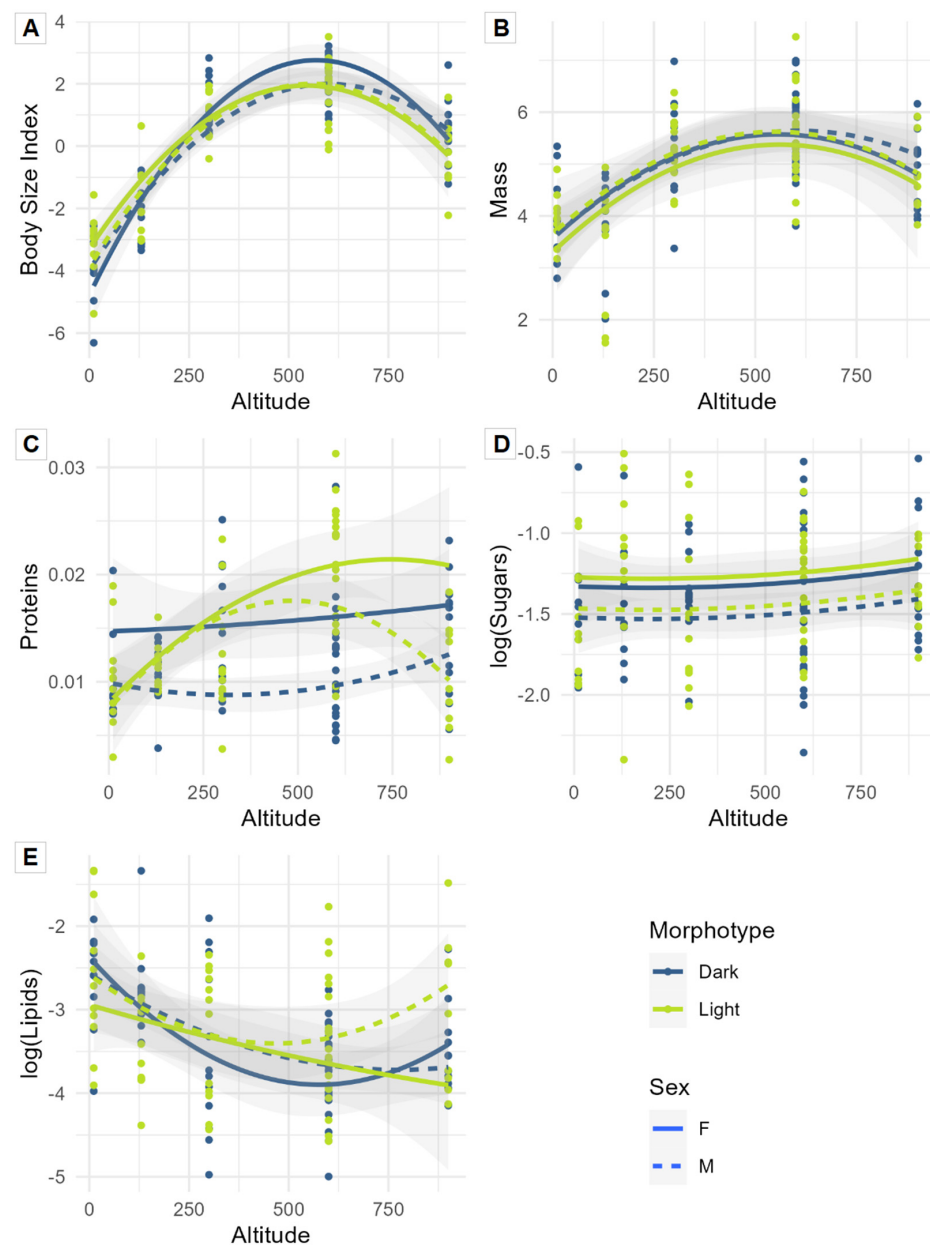 A
Body Size Index
4
2
0
-2
-4
-6
0 250 500 750
Altitude
B
Mass
6
4
2
0 250 500 750
Altitude
C
Proteins
0.03
0.02
0.01
0 250 500 750
Altitude
D
log(Sugars)
-0.5
-1.0
-1.5
-2.0
0 250 500 750
Altitude
E
log(Lipids)
-2
-3
-4
-5
0 250 500 750
Altitude
Morphotype
Dark
Light
Sex
F
M